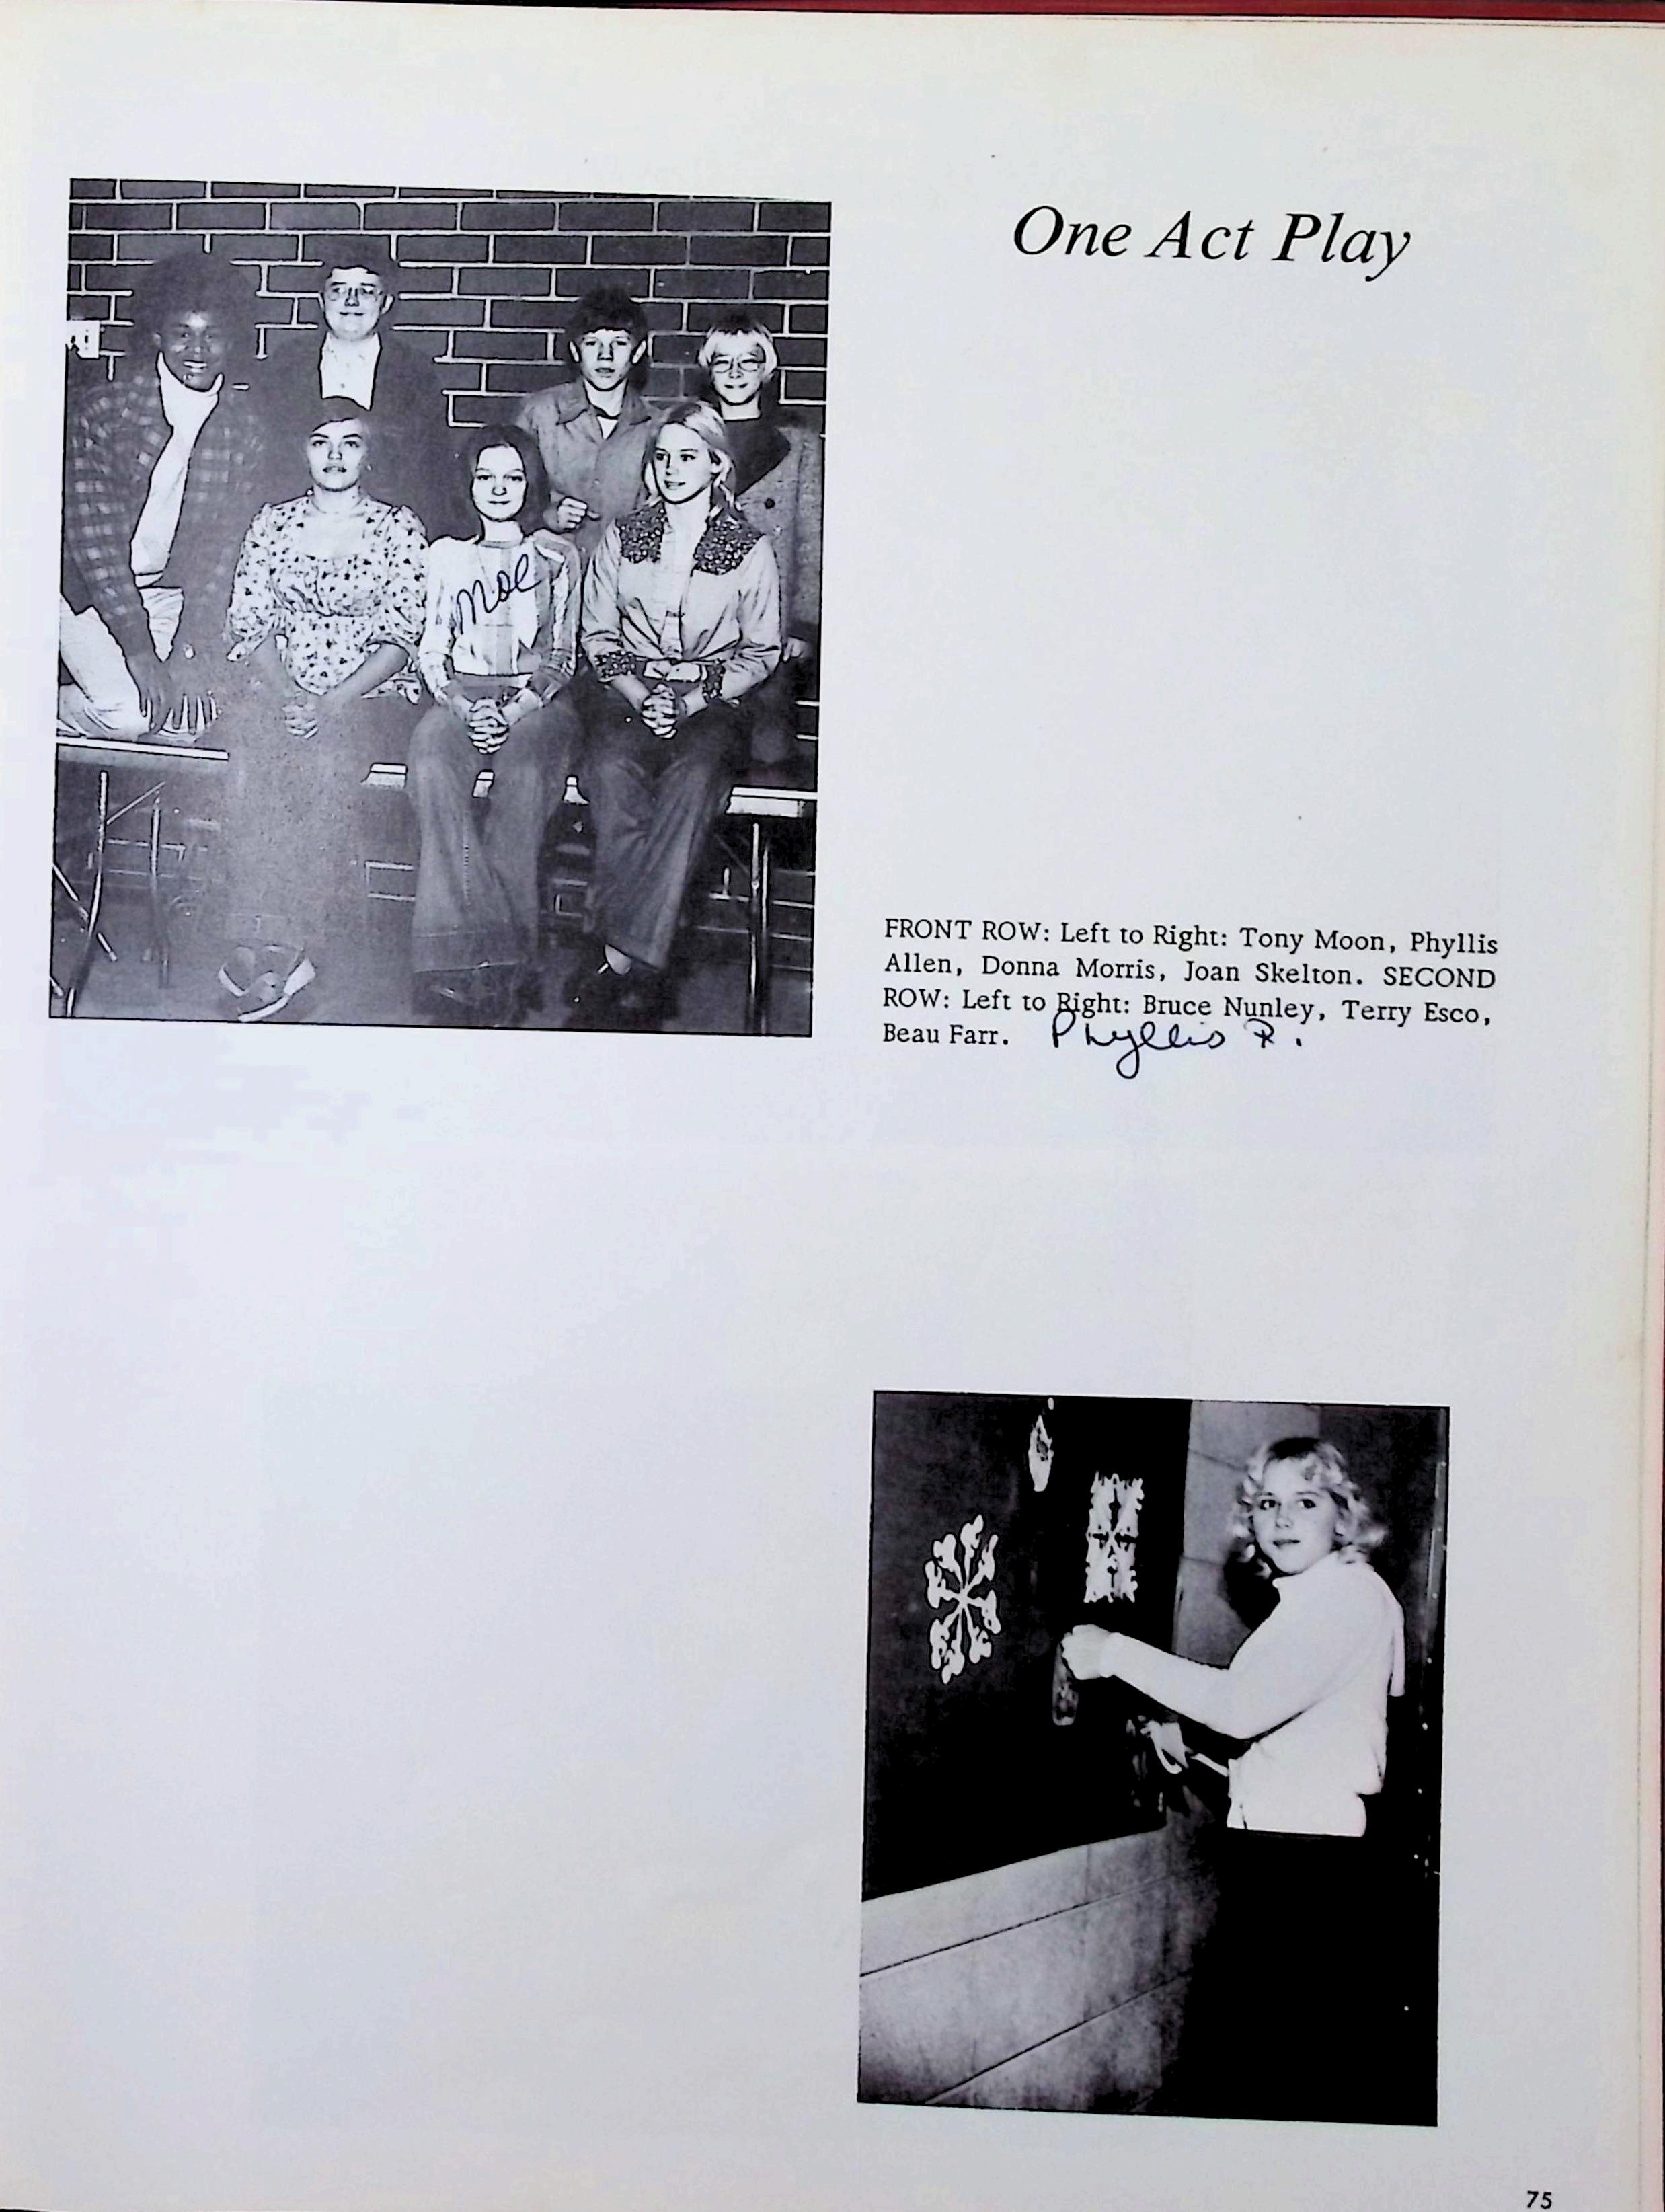 One Act Play
moe
FRONT ROW: Left to Right: Tony Moon, Phyllis
Allen, Donna Morris, Joan Skelton. SECOND
ROW: Left to Right: Bruce Nunley, Terry Esco,
Beau Farr. Phyllis R.
75